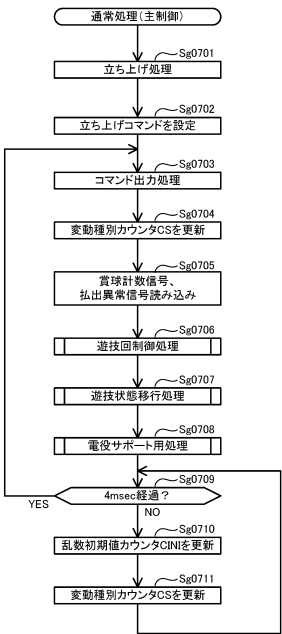 通常処理(主制御)
Sg0701
立ち上げ処理
Sg0702
立ち上げコマンドを設定
Sg0703
コマンド出力処理
Sg0704
変動種別カウンタCSを更新
Sg0705
賞球計数信号、
払出異常信号読み込み
Sg0706
遊技回制御処理
Sg0707
遊技状態移行処理
Sg0708
電役サポート用処理
Sg0709
4msec経過?
YES
NO
Sg0710
乱数初期値カウンタCINIを更新
Sg0711
変動種別カウンタCSを更新